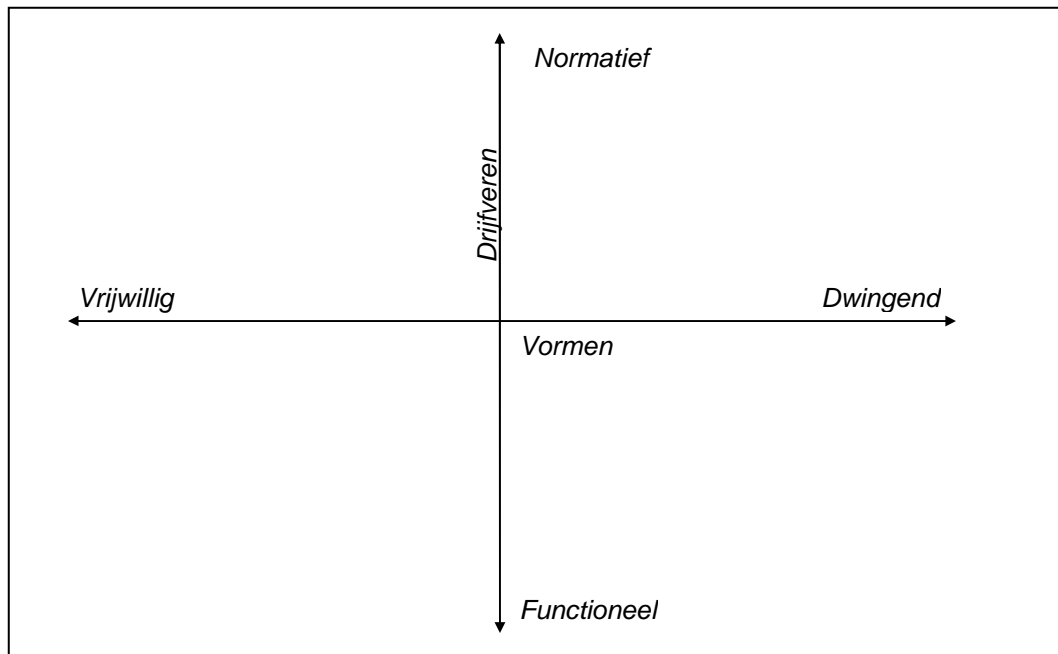 Normatief
Drijfveren
Vrijwillig
Dwingend
Vormen
Functioneel